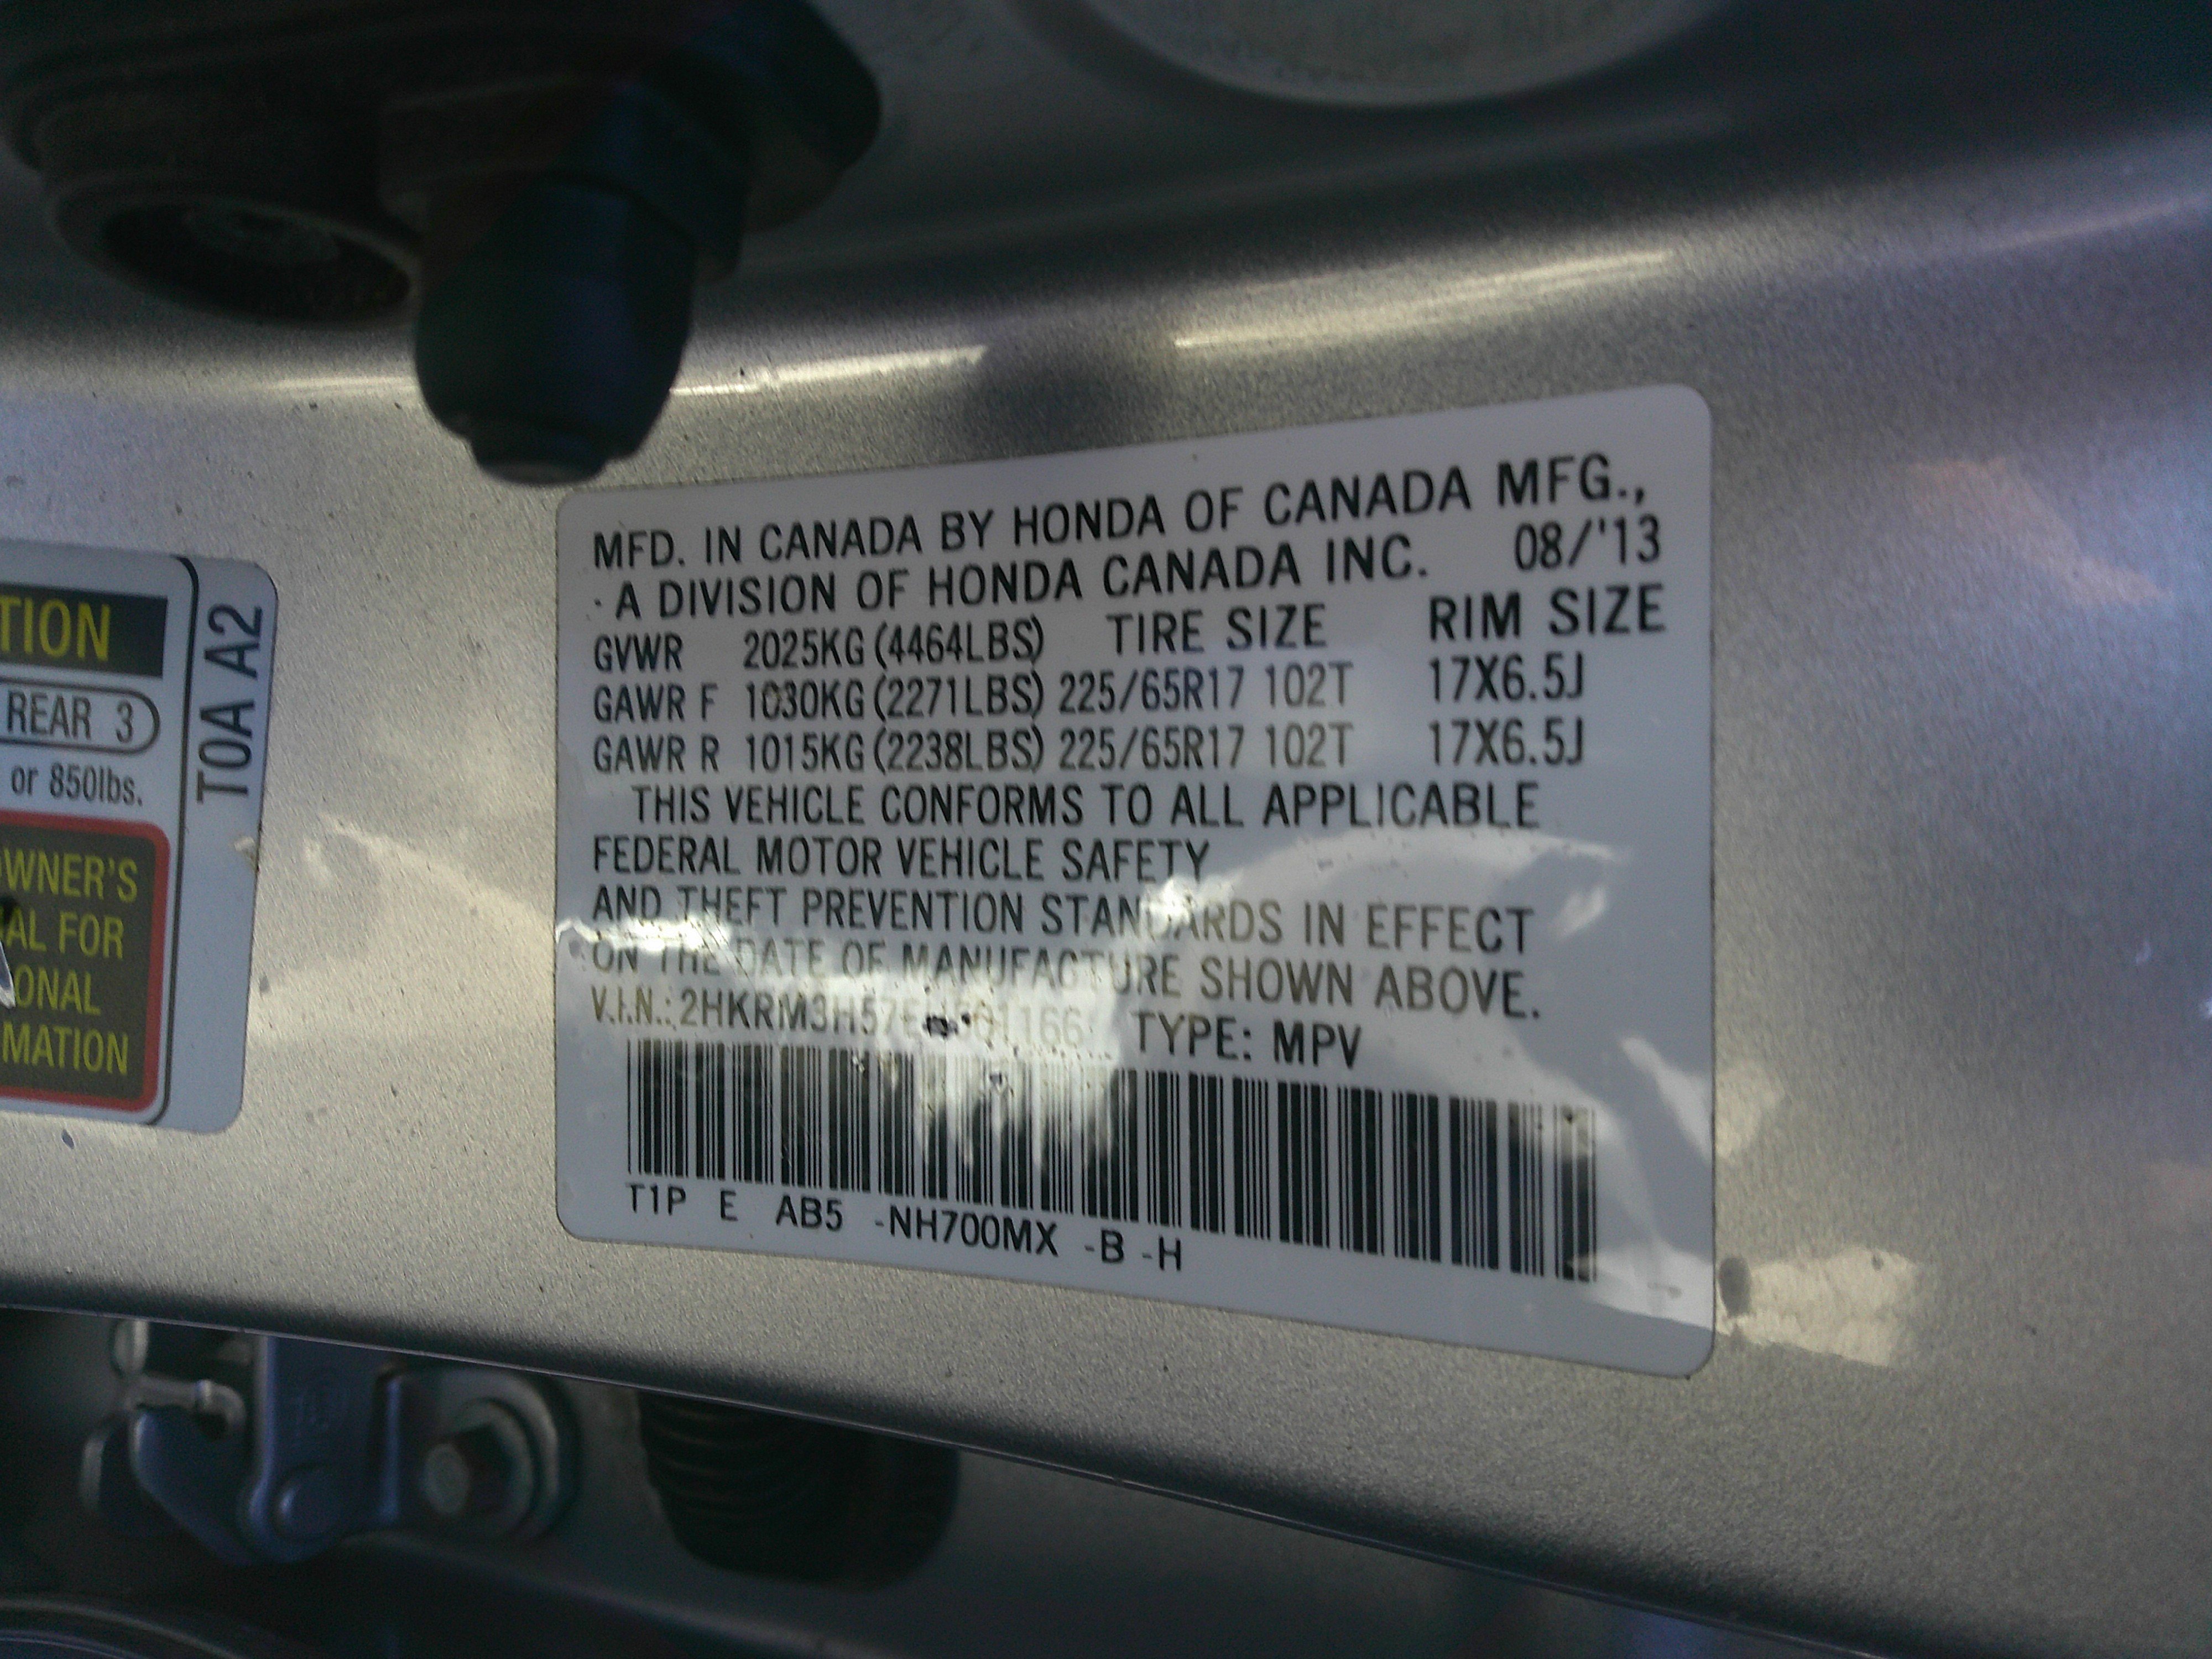 TION
REAR 3
or 850lbs.
OWNER'S
AL FOR
ONAL
MATION
T0A A2
MFD. IN CANADA BY HONDA OF CANADA MFG.,
A DIVISION OF HONDA CANADA INC. 08/'13
GVWR 2025KG (4464LBS) TIRE SIZE RIM SIZE
GAWR F 1030KG (2271LBS) 225/65R17 102T 17X6.5J
GAWR R 1015KG (2238LBS) 225/65R17 102T 17X6.5J
THIS VEHICLE CONFORMS TO ALL APPLICABLE
FEDERAL MOTOR VEHICLE SAFETY
AND THEFT PREVENTION STANDARDS IN EFFECT
ON THE DATE OF MANUFACTURE SHOWN ABOVE.
V.I.N.: TYPE: MPV
T1P E AB5 -NH700MX -B -H